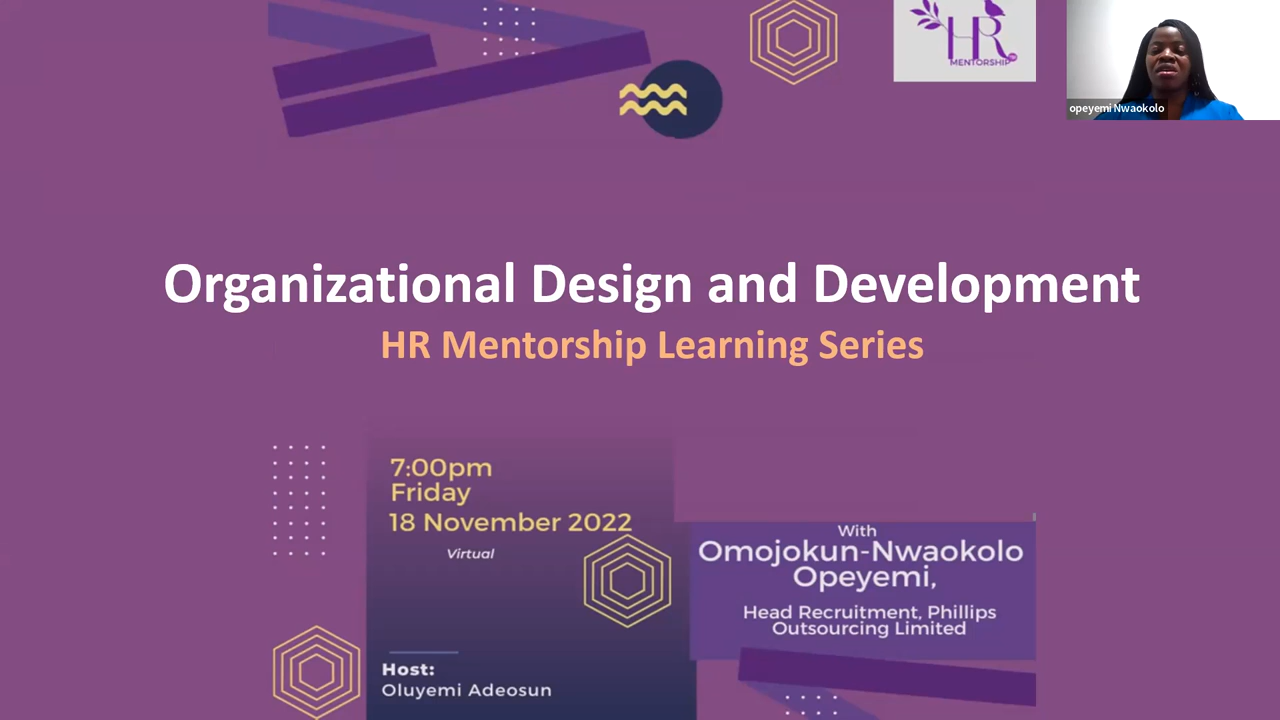 HR
MENTORSHIP
opeyemi Nwaokolo
Organizational Design and Development
HR Mentorship Learning Series
7:00pm
Friday
18 November 2022
Virtual
With
Omojokun-Nwaokolo
Opeyemi,
Head Recruitment, Phillips
Outsourcing Limited
Host:
Oluyemi Adeosun